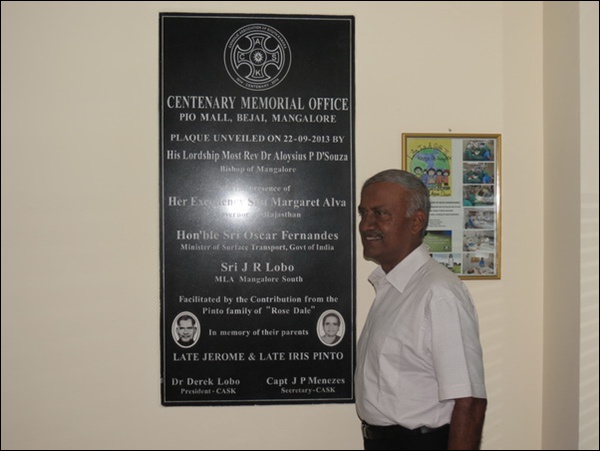 C A S K
CENTENARY MEMORIAL OFFICE
PIO MALL, BEJAI, MANGALORE
PLAQUE UNVEILED ON 22-09-2013 BY
His Lordship Most Rev Dr Aloysius P D'Souza
Bishop of Mangalore
presence of
Her Excellency Margaret Alva
Rajasthan
Hon'ble Sri Oscar Fernandes
Minister of Surface Transport, Govt of India
Sri J R Lobo
MLA Mangalore South
Facilitated by the Contribution from the
Pinto family of "Rose Dale"
In memory of their parents
LATE JEROME & LATE IRIS PINTO
Dr Derek Lobo Capt J P Menezes
President-CASK Secretary-CASK